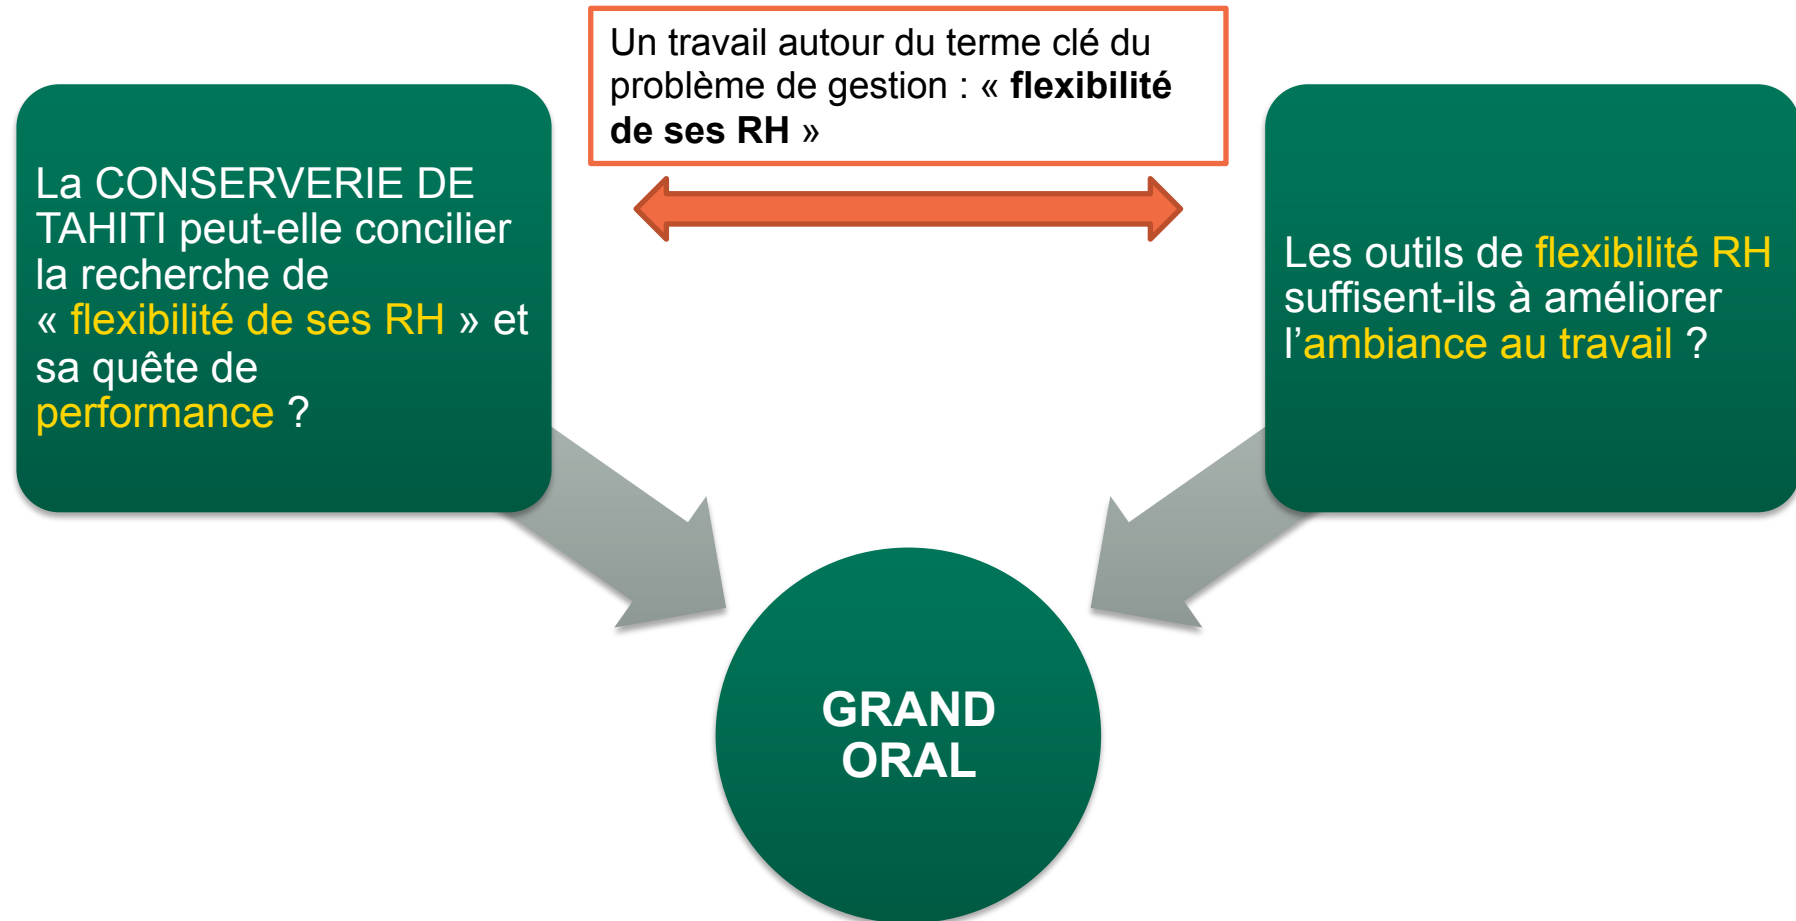 Un travail autour du terme clé du
problème de gestion : « flexibilité
de ses RH »
La CONSERVERIE DE
TAHITI peut-elle concilier
la recherche de
« flexibilité de ses RH » et
sa quête de
performance ?
Les outils de flexibilité RH
suffisent-ils à améliorer
l’ambiance au travail ?
GRAND
ORAL